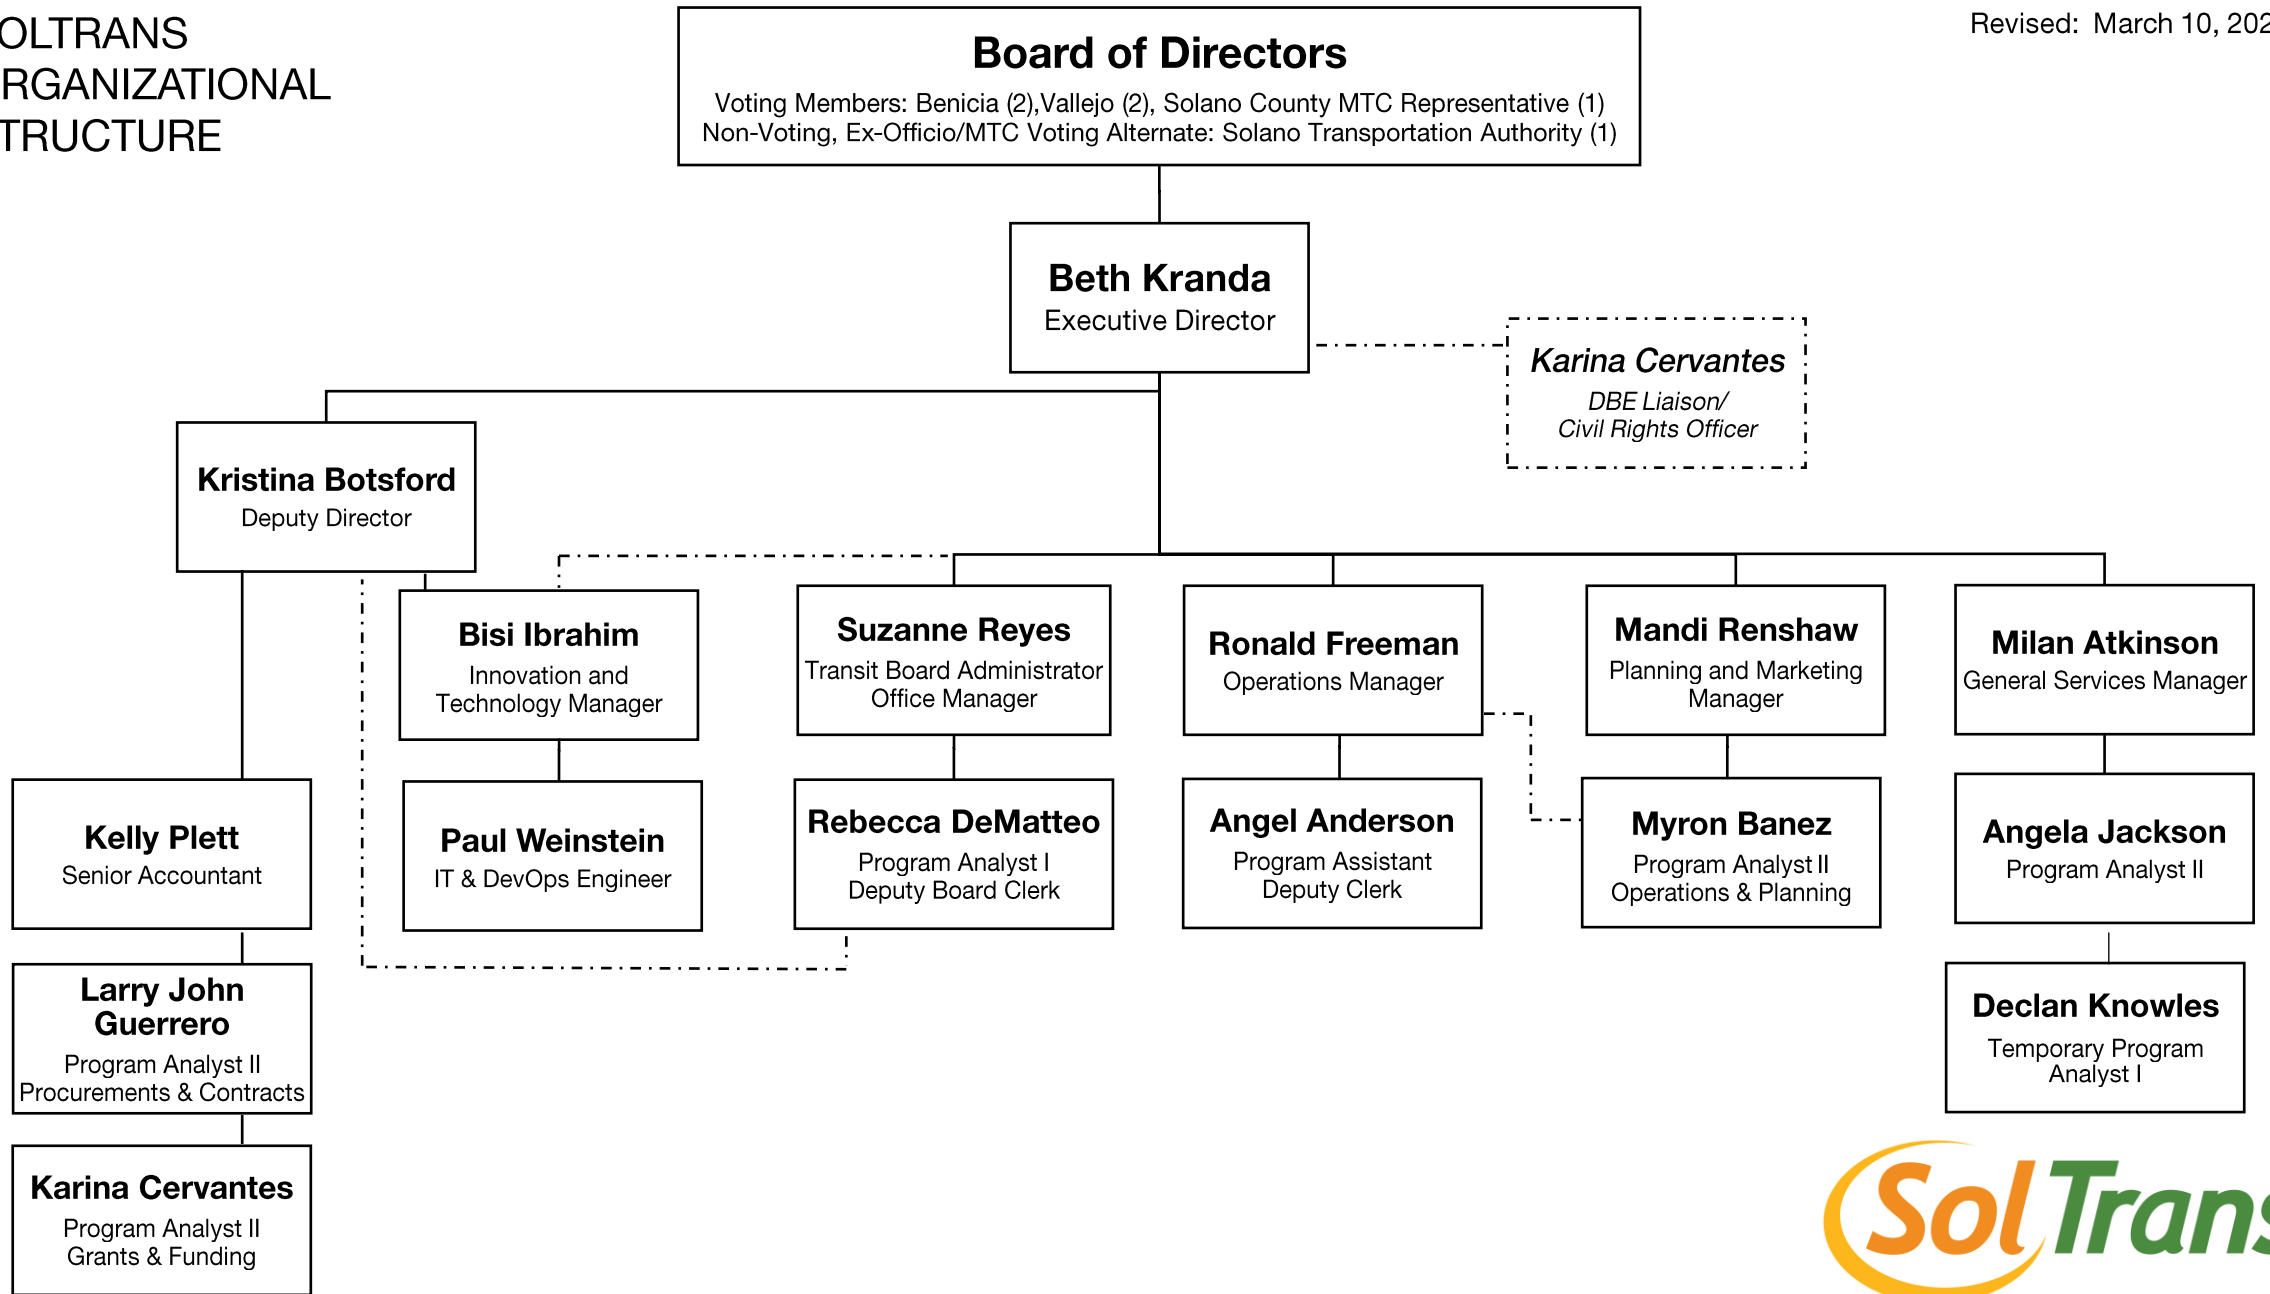 OLTRANS
RGANIZATIONAL
TRUCTURE
Revised: March 10, 202
Board of Directors
Voting Members: Benicia (2),Vallejo (2), Solano County MTC Representative (1)
Non-Voting, Ex-Officio/MTC Voting Alternate: Solano Transportation Authority (1)
Beth Kranda
Executive Director
Karina Cervantes
DBE Liaison/
Civil Rights Officer
Kristina Botsford
Deputy Director
Bisi Ibrahim
Innovation and
Technology Manager
Suzanne Reyes
Transit Board Administrator
Office Manager
Ronald Freeman
Operations Manager
Mandi Renshaw
Planning and Marketing
Manager
Milan Atkinson
General Services Manager
Kelly Plett
Senior Accountant
Paul Weinstein
IT & DevOps Engineer
Rebecca DeMatteo
Program Analyst I
Deputy Board Clerk
Angel Anderson
Program Assistant
Deputy Clerk
Myron Banez
Program Analyst II
Operations & Planning
Angela Jackson
Program Analyst II
Larry John
Guerrero
Program Analyst II
Procurements & Contracts
Declan Knowles
Temporary Program
Analyst I
Karina Cervantes
Program Analyst II
Grants & Funding
SolTrans